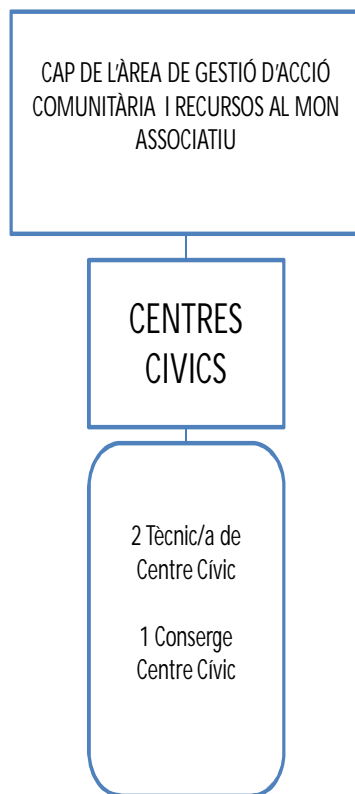 CAP DE L'ÀREA DE GESTIÓ D'ACCIÓ
COMUNITÀRIA I RECURSOS AL MON
ASSOCIATIU
CENTRES
CIVICS
2 Tècnic/a de
Centre Cívic
1 Conserge
Centre Cívic